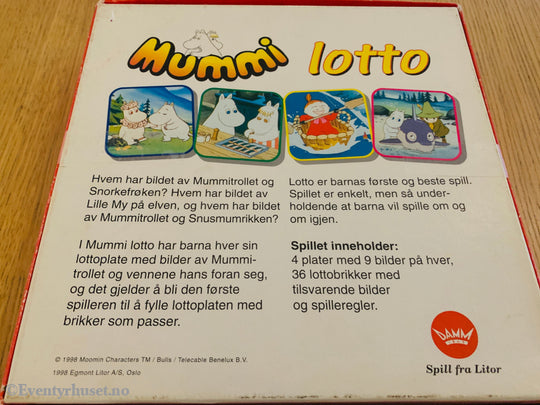 Mummi lotto
Hvem har bildet av Mummitrollet og
Snorkefrøken? Hvem har bildet av
Lille My på elven, og hvem har bildet
av Mummitrollet og Snusmumrikken?
I Mummi lotto har barna hver sin
lottoplate med bilder av Mummi-
trollet og vennene hans foran seg,
og det gjelder å bli den første
spilleren til å fylle lottoplaten med
brikker som passer.
Lotto er barnas første og beste spill.
Spillet er enkelt, men så under-
holdende at barna vil spille om og
om igjen.
Spillet inneholder:
4 plater med 9 bilder på hver,
36 lottobrikker med
tilsvarende bilder
og spilleregler.
© 1998 Moomin Characters TM / Bulls / Telecable Benelux B.V.
1998 Egmont Litor A/S, Oslo
DAMM
Spill fra Litor
©Eventyrhuset.no